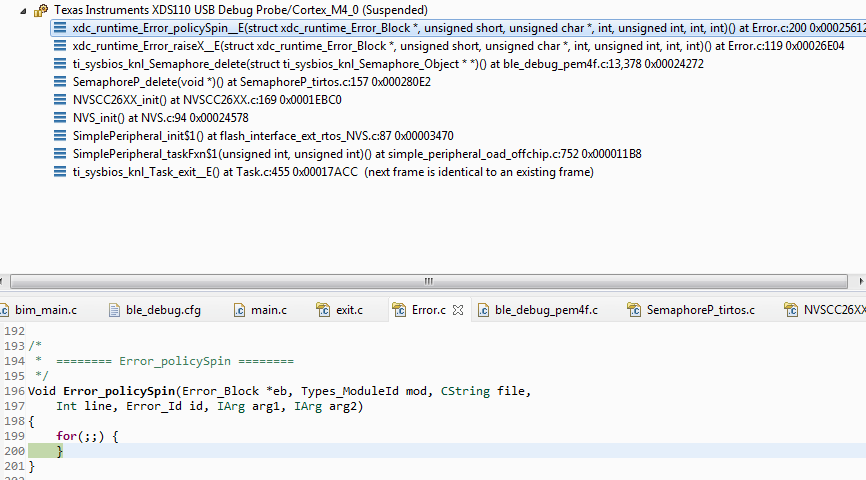 Texas Instruments XDS110 USB Debug Probe/Cortex_M4_0 (Suspended)
xdc_runtime_Error_policySpin__E(struct xdc_runtime_Error_Block *, unsigned short, unsigned char *, int, unsigned int, int, int)() at Error.c:200 0x00025612
xdc_runtime_Error_raiseX__E(struct xdc_runtime_Error_Block *, unsigned short, unsigned char *, int, unsigned int, int, int)() at Error.c:119 0x00026E04
ti_sysbios_knl_Semaphore_delete(struct ti_sysbios_knl_Semaphore_Object * *)() at ble_debug_pem4f.c:13,378 0x00024272
SemaphoreP_delete(void *)() at SemaphoreP_tirtos.c:157 0x000280E2
NVSCC26XX_init() at NVSCC26XX.c:169 0x0001EBC0
NVS_init() at NVS.c:94 0x00024578
SimplePeripheral_init$1() at flash_interface_ext_rtos_NVS.c:87 0x00003470
SimplePeripheral_taskFxn$1(unsigned int, unsigned int)() at simple_peripheral_oad_offchip.c:752 0x000011B8
ti_sysbios_knl_Task_exit__E() at Task.c:455 0x00017ACC (next frame is identical to an existing frame)
bim_main.c ble_debug.cfg main.c exit.c Error.c ble_debug_pem4f.c SemaphoreP_tirtos.c NVSCC26XX
192
193 /*
194  *  ======== Error_policySpin ========
195  */
196 Void Error_policySpin(Error_Block *eb, Types_ModuleId mod, CString file,
197     Int line, Error_Id id, IArg arg1, IArg arg2)
198 {
199     for(;;) {
200     }
201 }